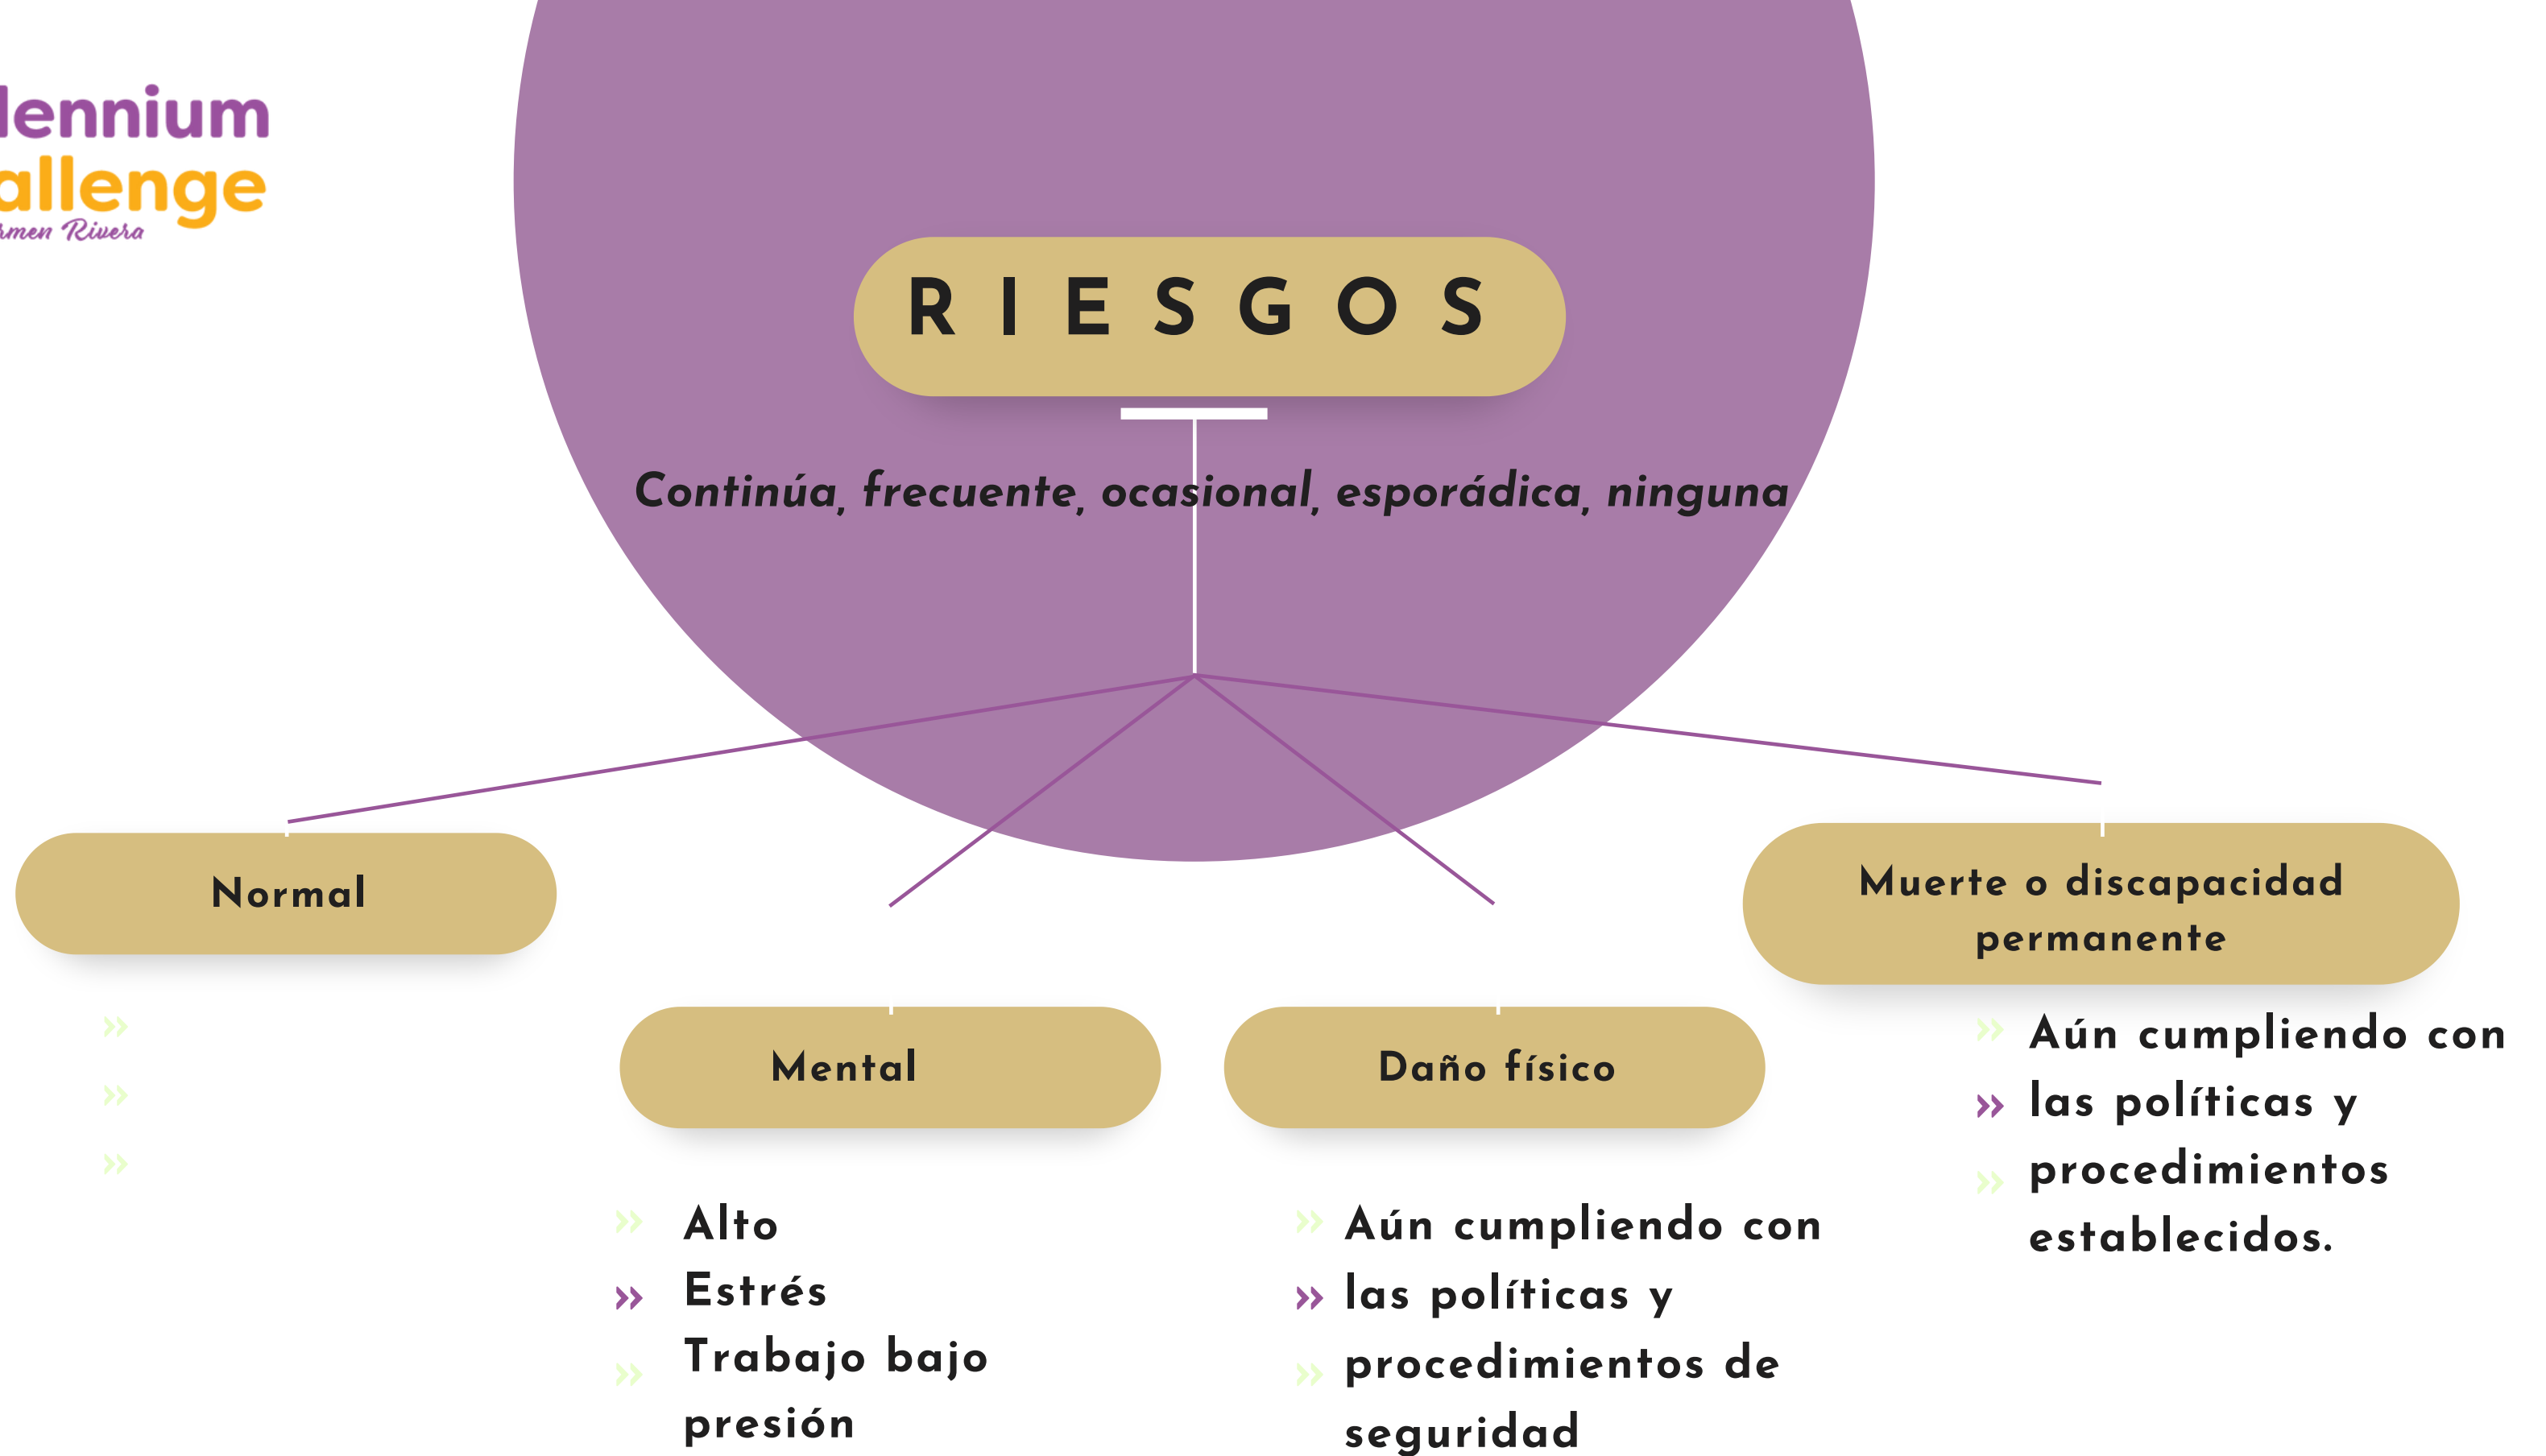 lennium
allenge
rmen Rivera
RIESGOS
Continúa, frecuente, ocasional, esporádica, ninguna
Normal
Mental
Alto
Estrés
Trabajo bajo
presión
Daño físico
Aún cumpliendo con
las políticas y
procedimientos de
seguridad
Muerte o discapacidad
permanente
Aún cumpliendo con
las políticas y
procedimientos
establecidos.